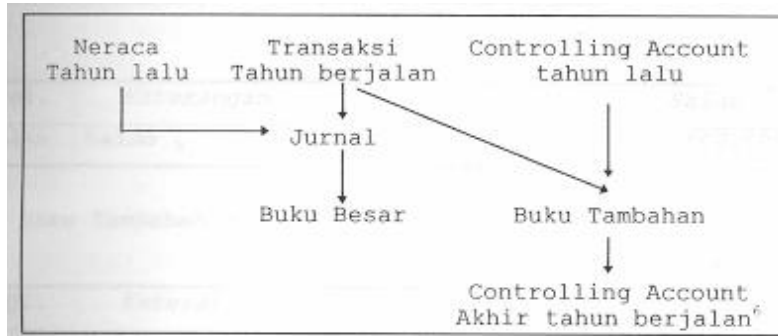 Neraca
Tahun lalu
Transaksi
Tahun berjalan
Controlling Account
tahun lalu
Jurnal
Buku Besar
Buku Tambahan
Controlling Account
Akhir tahun berjalan⁶